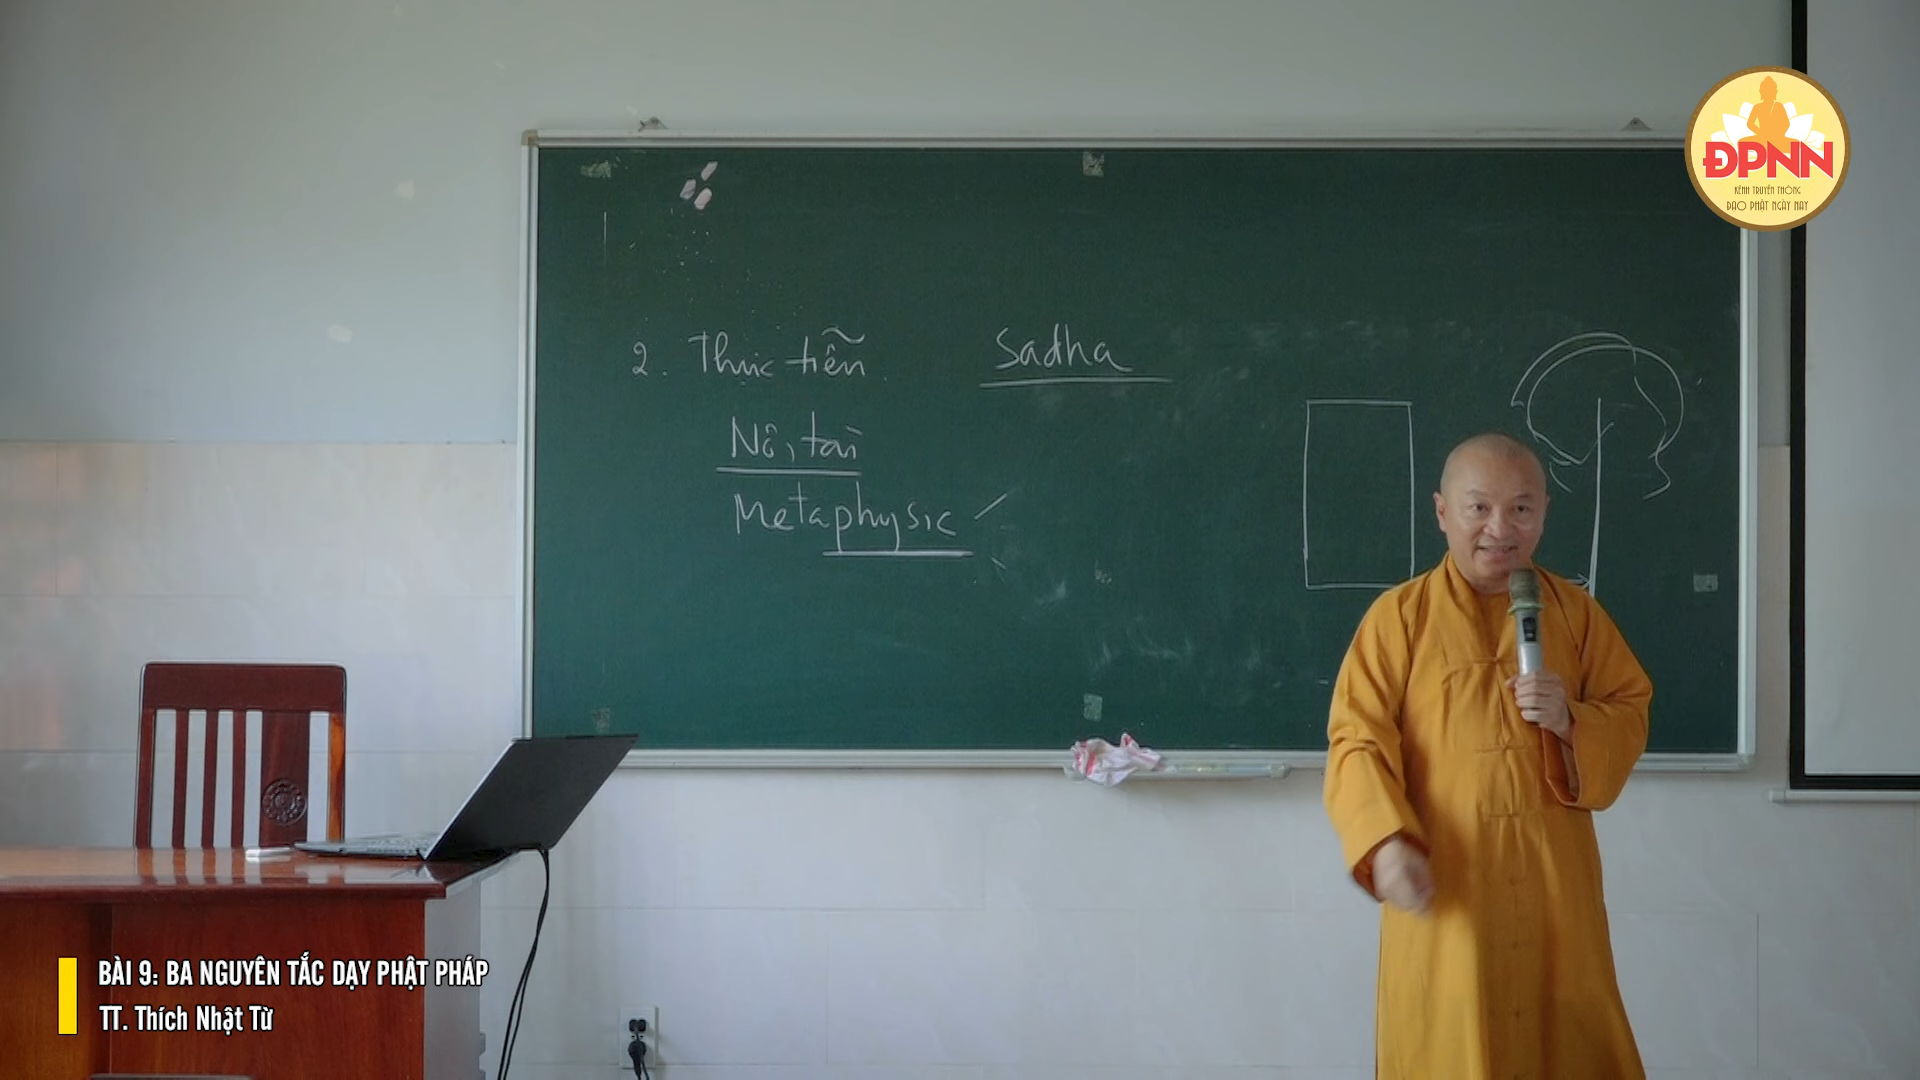 ĐPNN
KÊNH TRUYỀN THÔNG
ĐẠO PHẬT NGÀY NAY
2. Thực tiễn
Sadha
Nội tại
Metaphysic
BÀI 9: BA NGUYÊN TẮC DẠY PHẬT PHÁP
TT. Thích Nhật Từ